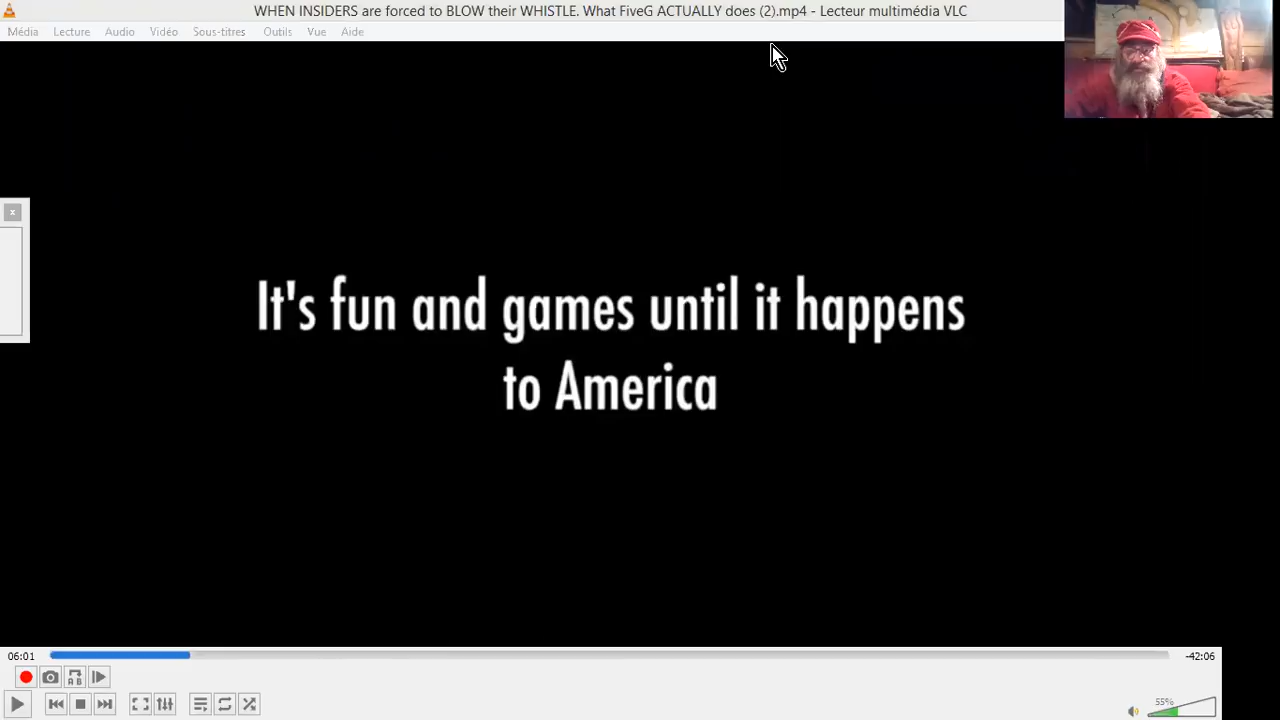 WHEN INSIDERS are forced to BLOW their WHISTLE. What FiveG ACTUALLY does (2).mp4 - Lecteur multimédia VLC
Média Lecture Audio Vidéo Sous-titres Outils Vue Aide
x
It's fun and games until it happens
to America
06:01 -42:06
A B
55%